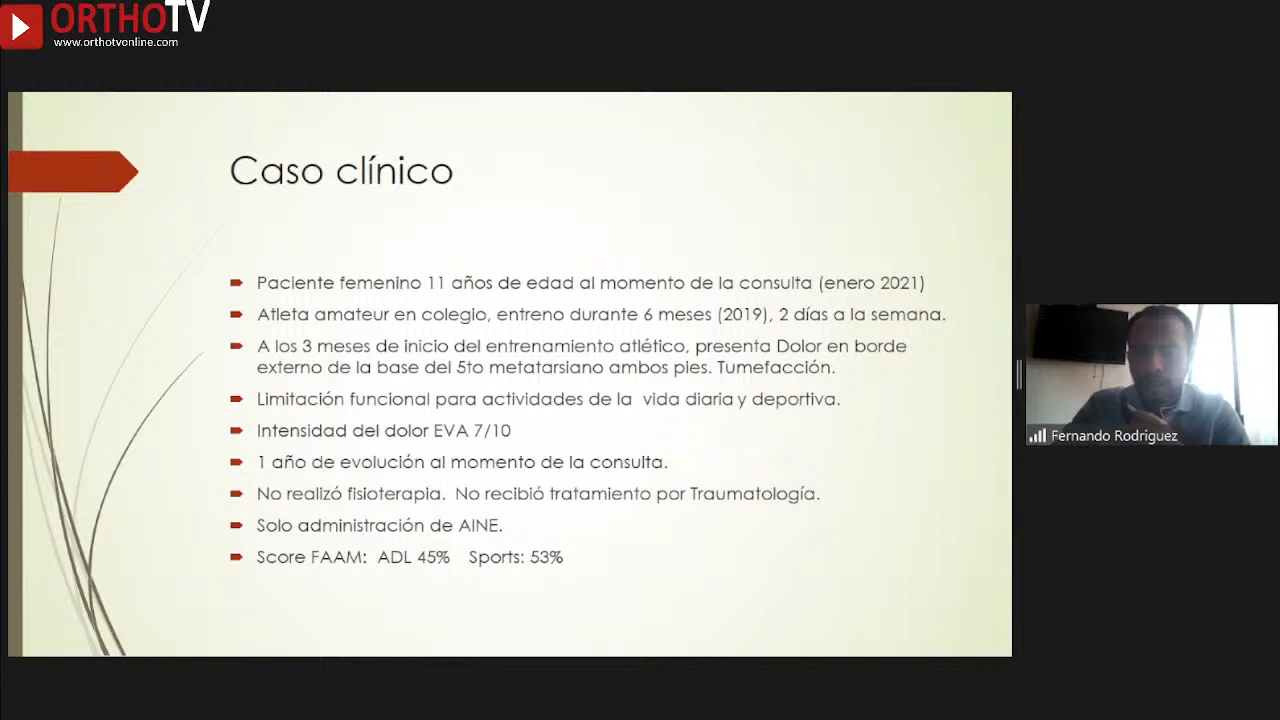 ORTHOTV
www.orthotvonline.com
Caso clínico
Paciente femenino 11 años de edad al momento de la consulta (enero 2021)
Atleta amateur en colegio, entreno durante 6 meses (2019), 2 días a la semana.
A los 3 meses de inicio del entrenamiento atlético, presenta Dolor en borde
externo de la base del 5to metatarsiano ambos pies. Tumefacción.
Limitación funcional para actividades de la vida diaria y deportiva.
Intensidad del dolor EVA 7/10
1 año de evolución al momento de la consulta.
No realizó fisioterapia. No recibió tratamiento por Traumatología.
Solo administración de AINE.
Score FAAM: ADL 45% Sports: 53%
Fernando Rodriguez